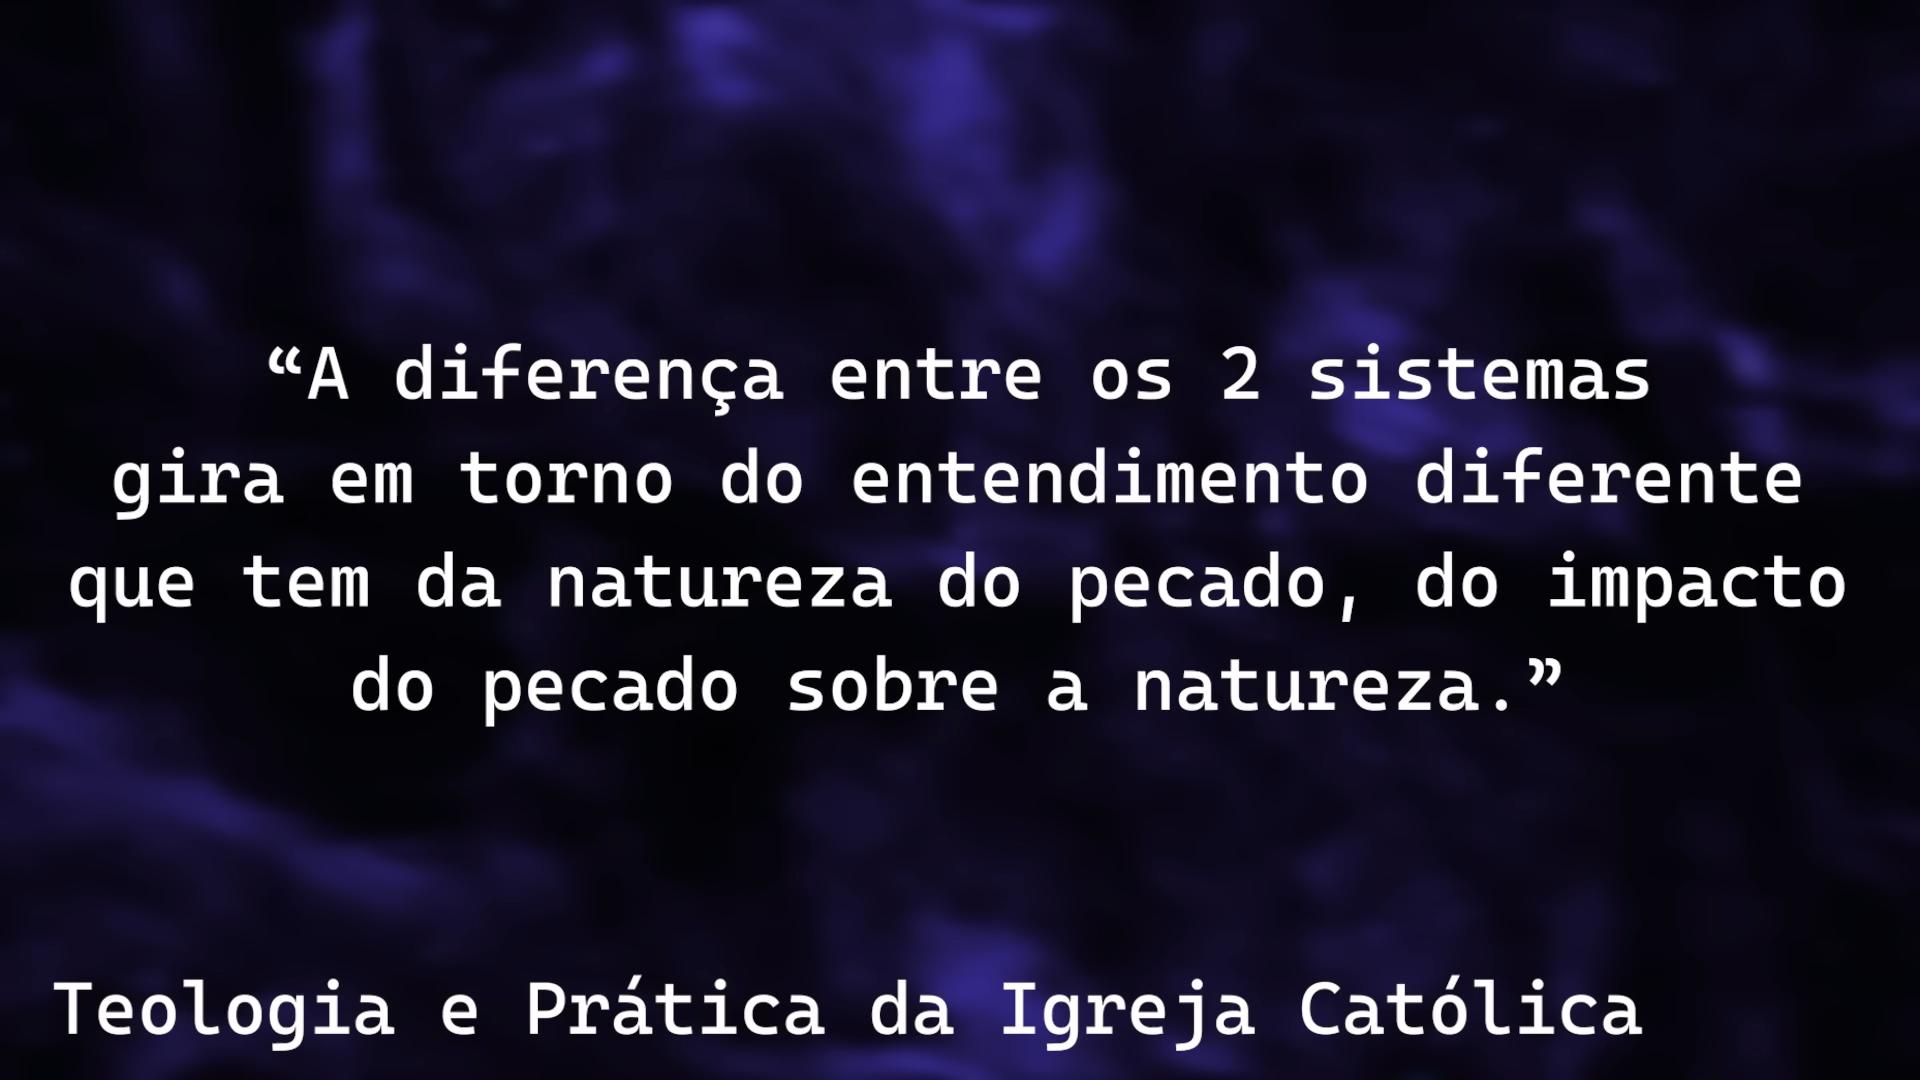 “A diferença entre os 2 sistemas
gira em torno do entendimento diferente
que tem da natureza do pecado, do impacto
do pecado sobre a natureza.”
Teologia e Prática da Igreja Católica